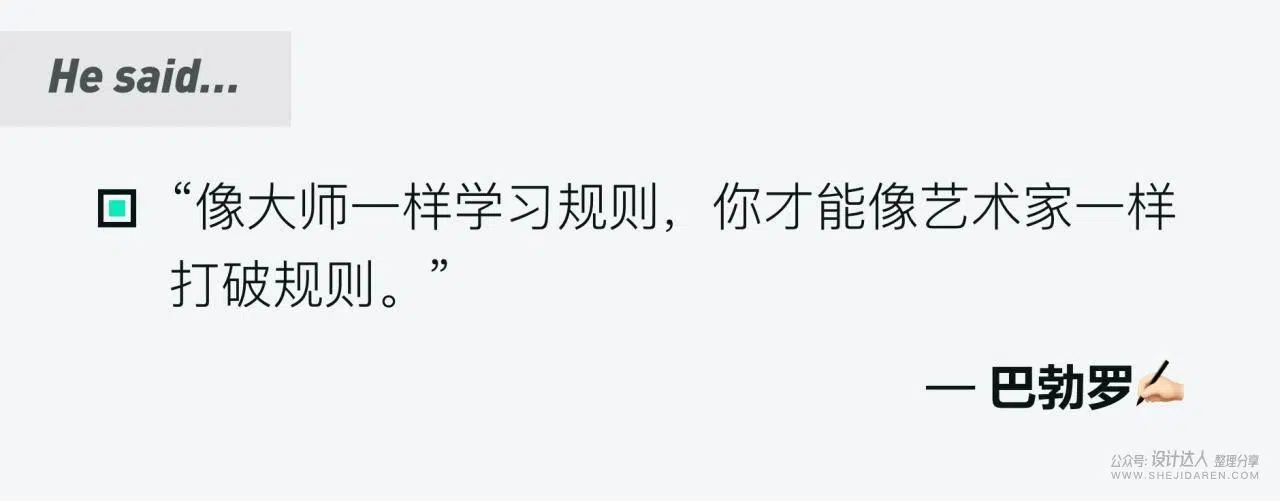 He said...
“像大师一样学习规则，你才能像艺术家一样
打破规则。”
— 巴勃罗✍🏻
公众号: 设计达人 整理分享
WWW.SHEJIDAREN.COM